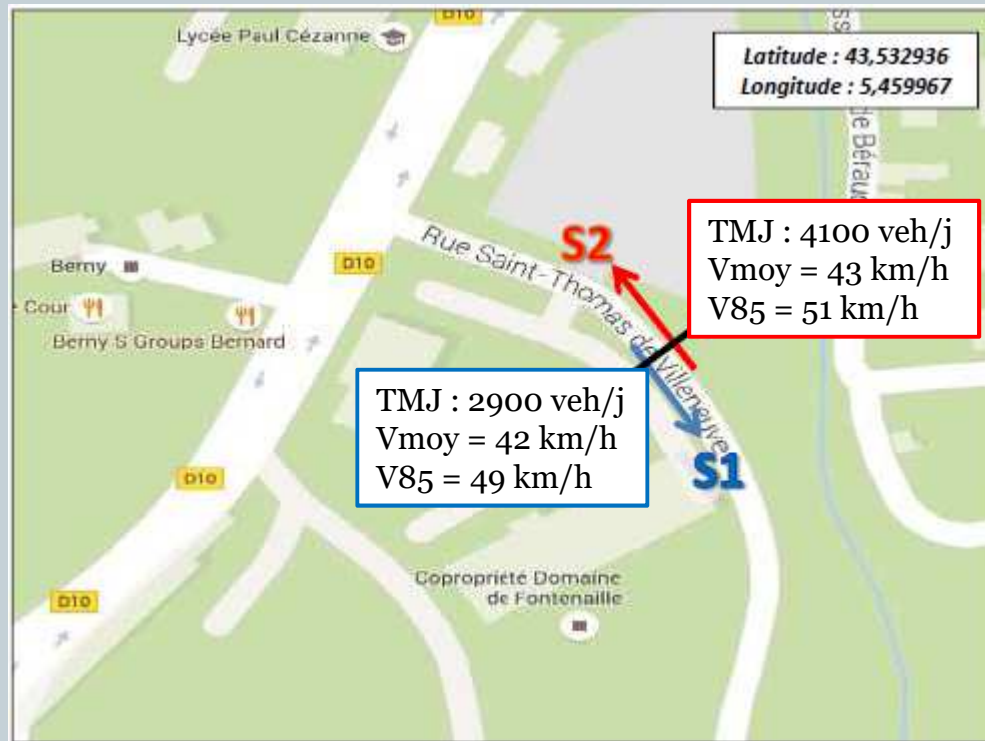 D10
Lycée Paul Cézanne
Latitude : 43,532936
Longitude : 5,459967
de Béraud
Rue Saint-Thomas de Villeneuve
S2
TMJ : 4100 veh/j
Vmoy = 43 km/h
V85 = 51 km/h
D10
Berny
Cour
Berny S Groups Bernard
TMJ : 2900 veh/j
Vmoy = 42 km/h
V85 = 49 km/h
S1
D10
Copropriété Domaine
de Fontenaille
D10